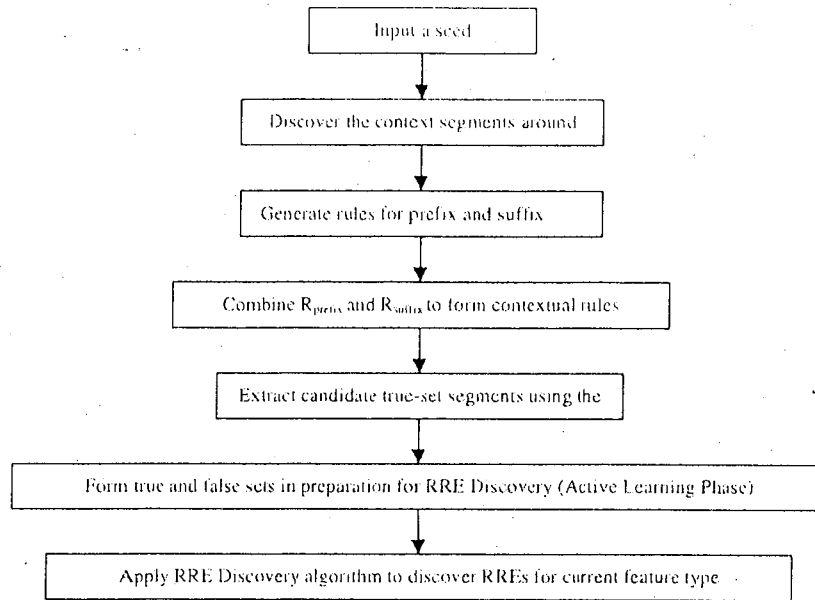 Input a seed
Discover the context segments around
Generate rules for prefix and suffix
Combine Rprefix and Rsuffix to form contextual rules
Extract candidate true-set segments using the
Form true and false sets in preparation for RRE Discovery (Active Learning Phase)
Apply RRE Discovery algorithm to discover RREs for current feature type